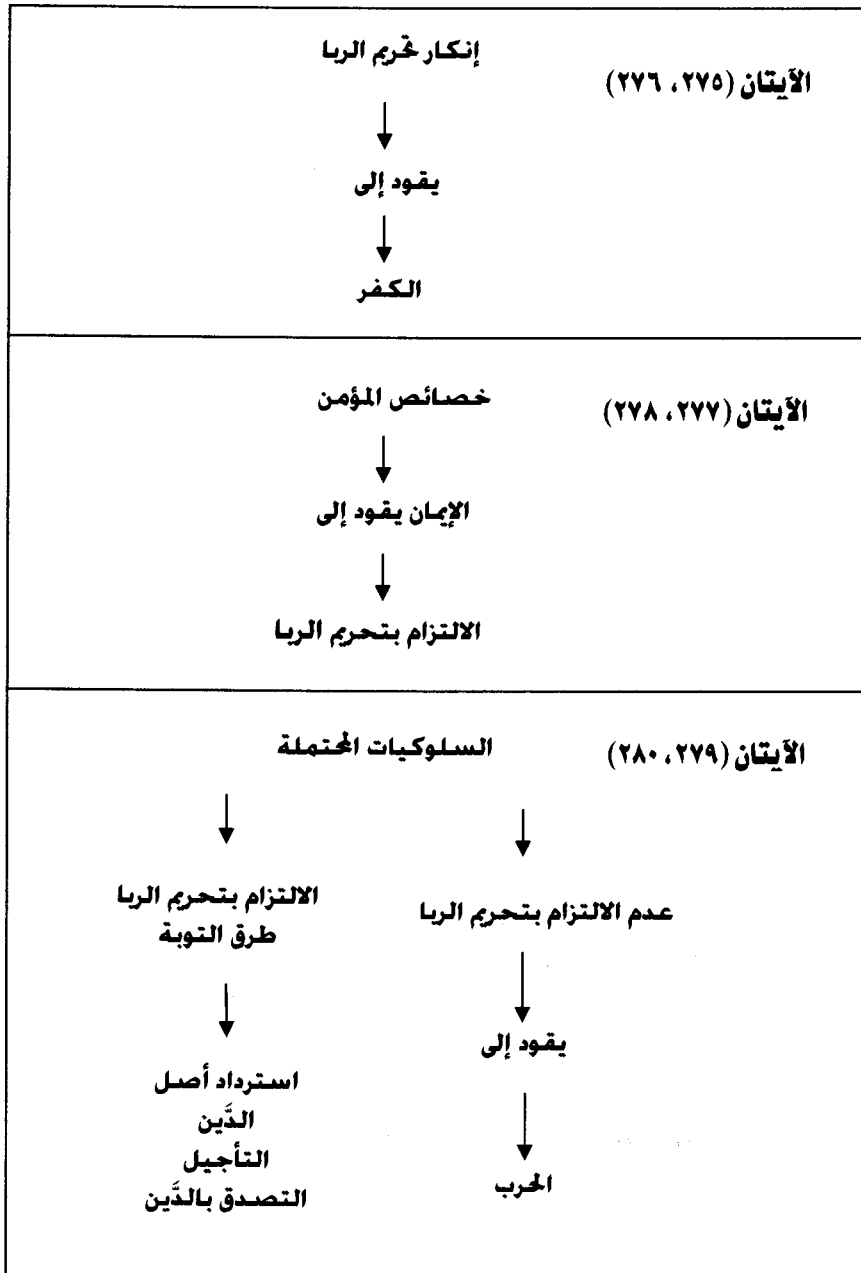 الآيتان (٢٧٥، ٢٧٦)
إنكار تحريم الربا
يقود إلى
الكفر
الآيتان (٢٧٧، ٢٧٨)
خصائص المؤمن
الإيمان يقود إلى
الالتزام بتحريم الربا
الآيتان (٢٧٩، ٢٨٠)
السلوكيات المحتملة
عدم الالتزام بتحريم الربا
يقود إلى
الحرب
الالتزام بتحريم الربا
طرق التوبة
استرداد أصل
الدَّين
التأجيل
التصدق بالدَّين